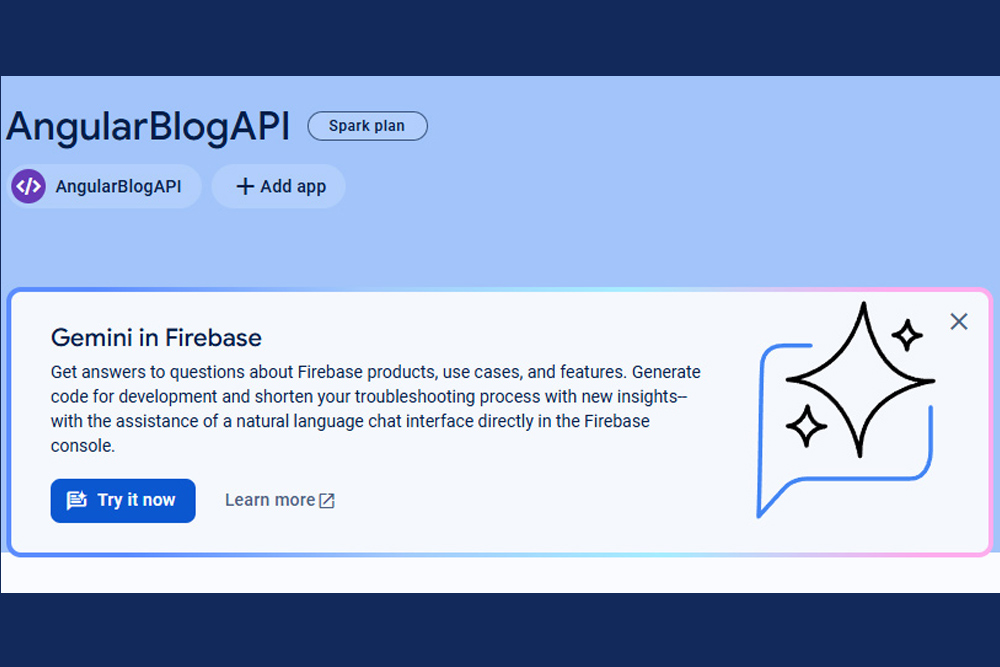 AngularBlogAPI Spark plan
</> AngularBlogAPI + Add app
Gemini in Firebase
Get answers to questions about Firebase products, use cases, and features. Generate
code for development and shorten your troubleshooting process with new insights–
with the assistance of a natural language chat interface directly in the Firebase
console.
Try it now Learn more